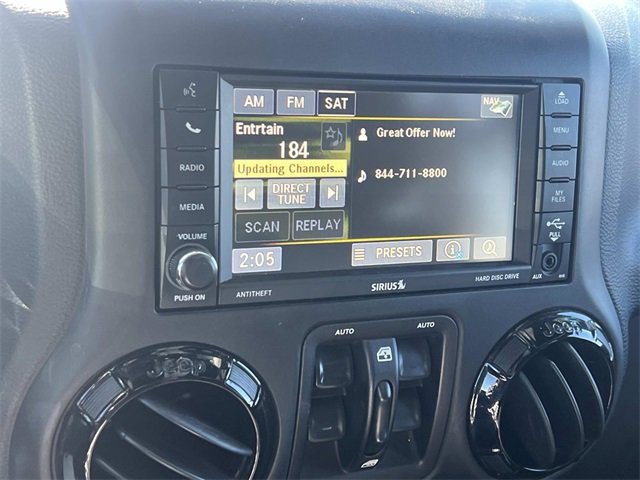 AM FM SAT NAV
Entrtain
184
Updating Channels...
DIRECT
TUNE
SCAN REPLAY
2:05
Great Offer Now!
844-711-8800
PRESETS
RADIO
MEDIA
VOLUME
PUSH ON
LOAD
MENU
AUDIO
MY
FILES
PULL
AUX
ANTITHEFT
SIRIUS
HARD DISC DRIVE
AUTO
AUTO
Jeep
Jeep